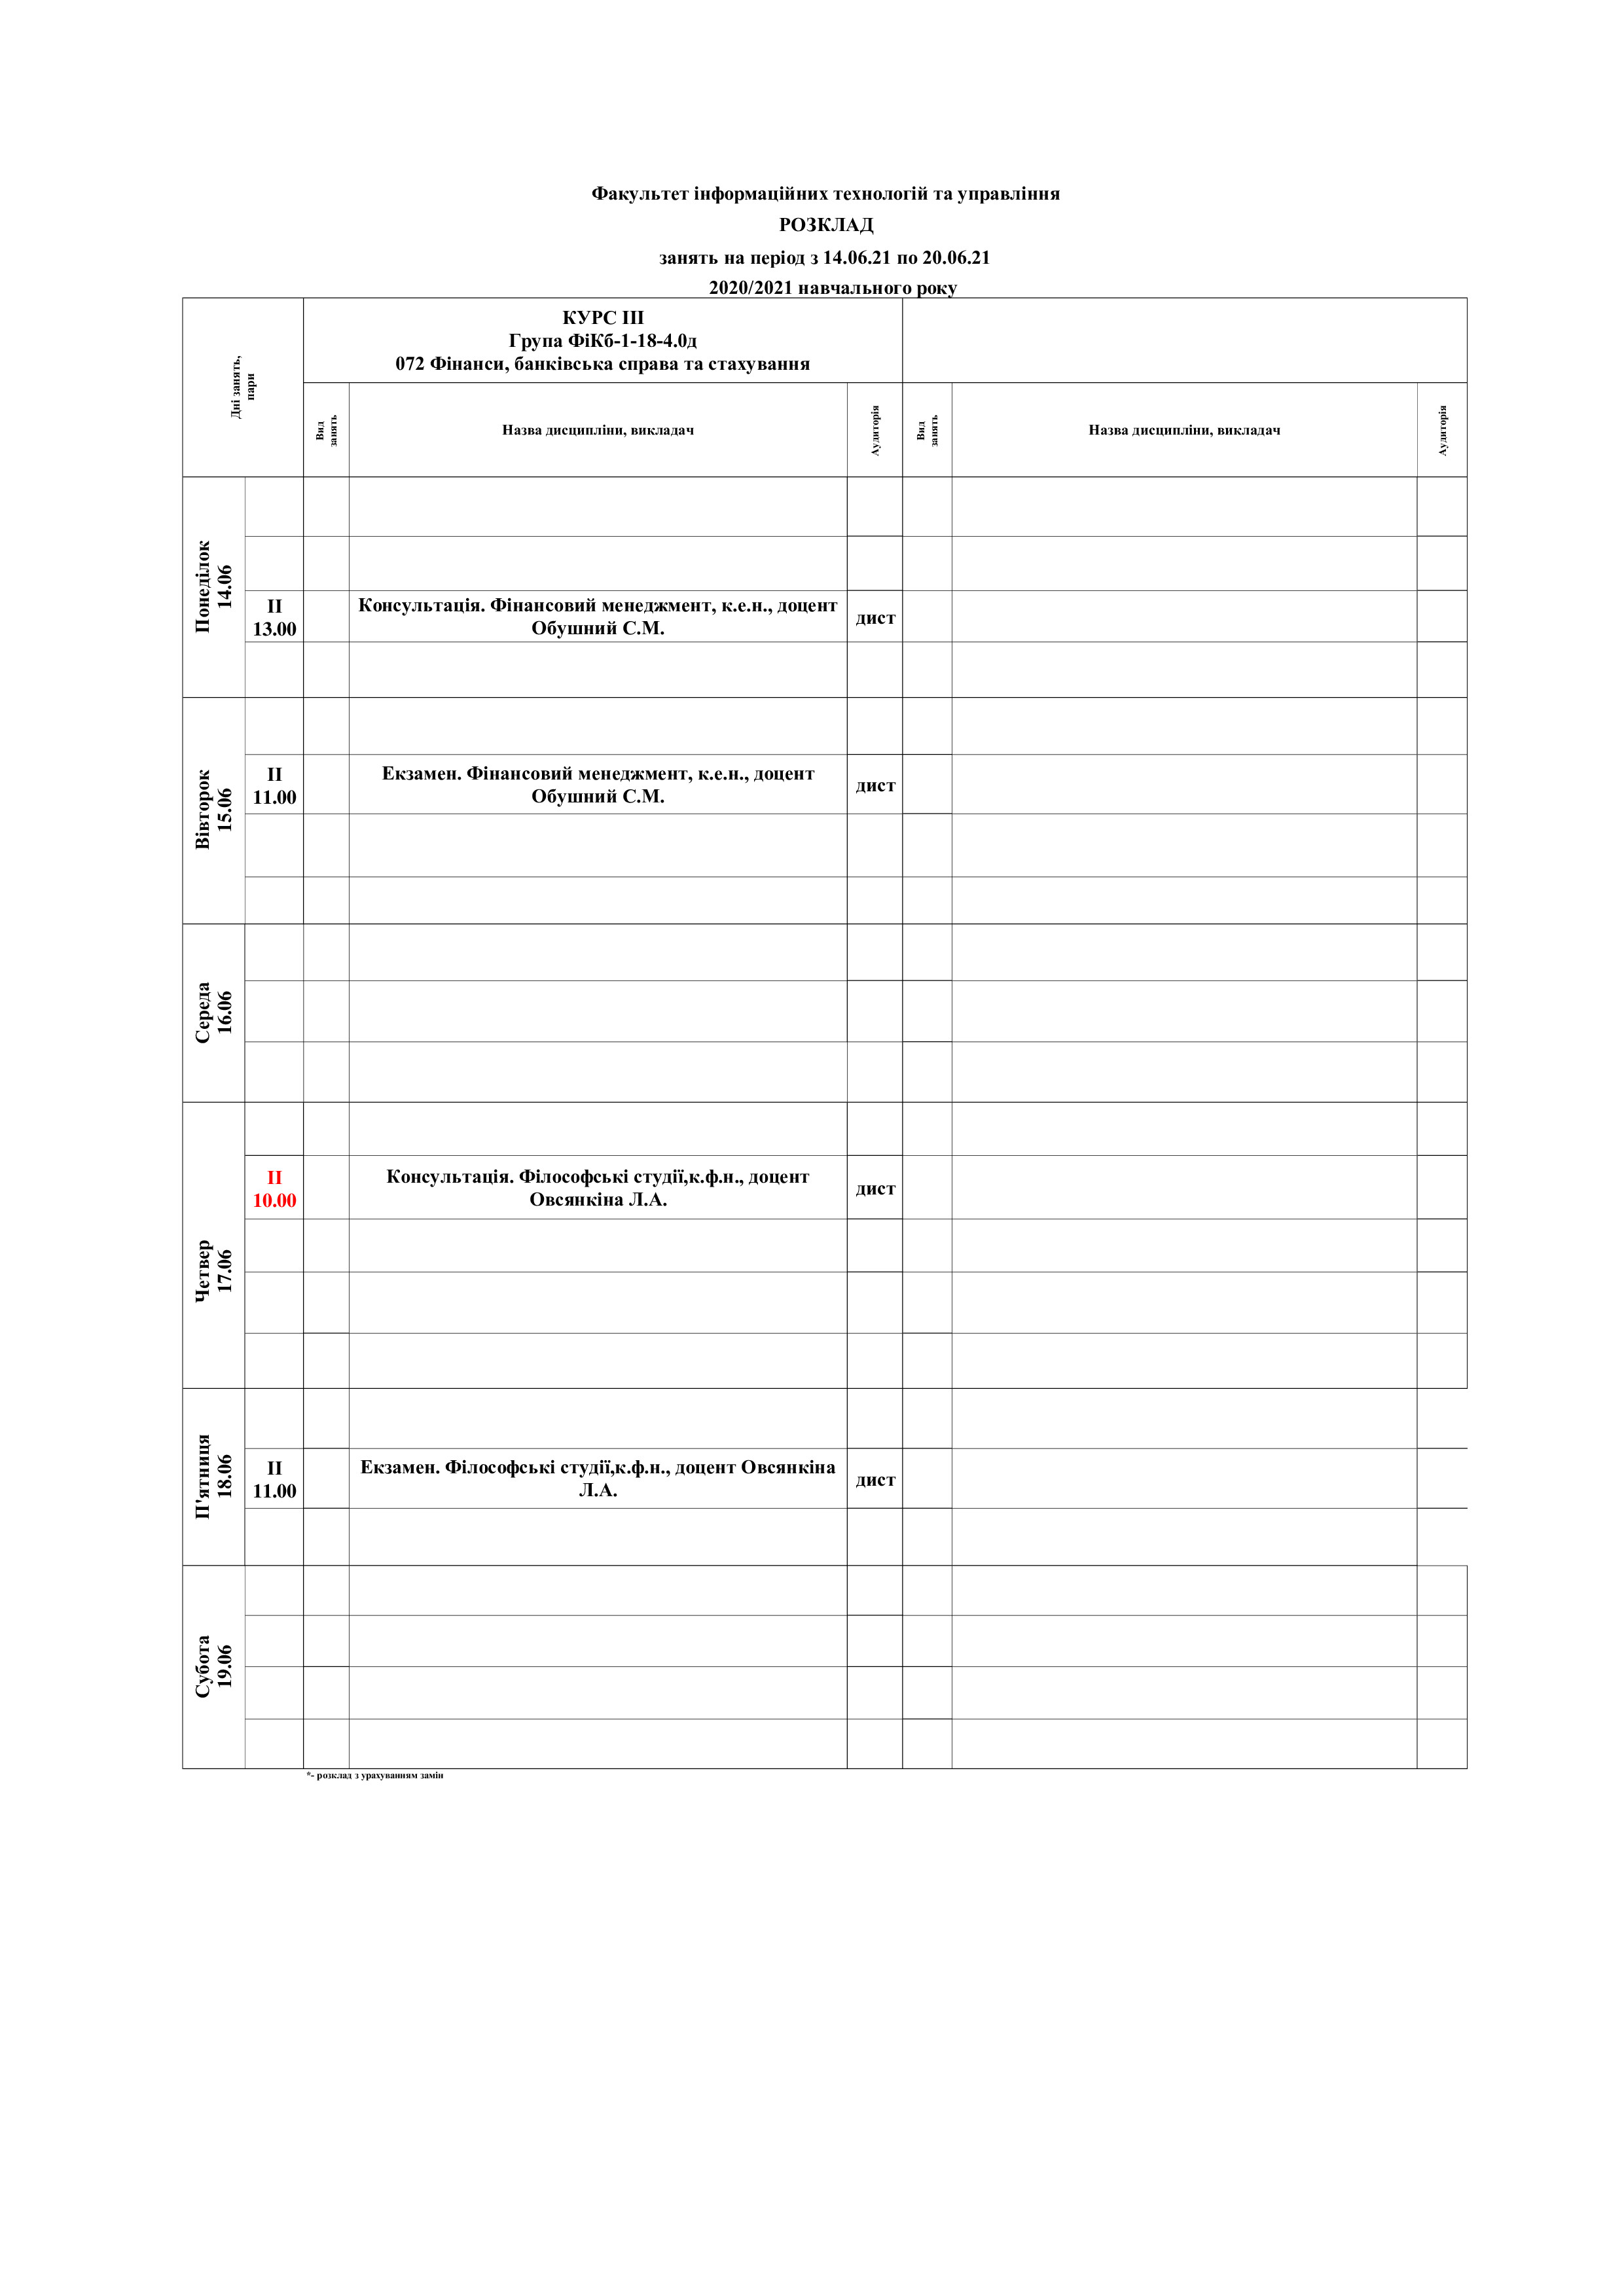 Факультет інформаційних технологій та управління
РОЗКЛАД
занять на період з 14.06.21 по 20.06.21
2020/2021 навчального року
Дні занять,
пари
КУРС ІІІ
Група ФіКб-1-18-4.0д
072 Фінанси, банківська справа та стахування
Вид
занять
Назва дисципліни, викладач
Аудиторія
Вид
занять
Назва дисципліни, викладач
Аудиторія
Понеділок
14.06
ІІ
13.00
Консультація. Фінансовий менеджмент, к.е.н., доцент
Обушний С.М.
дист
Вівторок
15.06
ІІ
11.00
Екзамен. Фінансовий менеджмент, к.е.н., доцент
Обушний С.М.
дист
Середа
16.06
Четвер
17.06
ІІ
10.00
Консультація. Філософські студії,к.ф.н., доцент
Овсянкіна Л.А.
дист
П'ятниця
18.06
ІІ
11.00
Екзамен. Філософські студії,к.ф.н., доцент Овсянкіна
Л.А.
дист
Субота
19.06
*- розклад з урахуванням замін